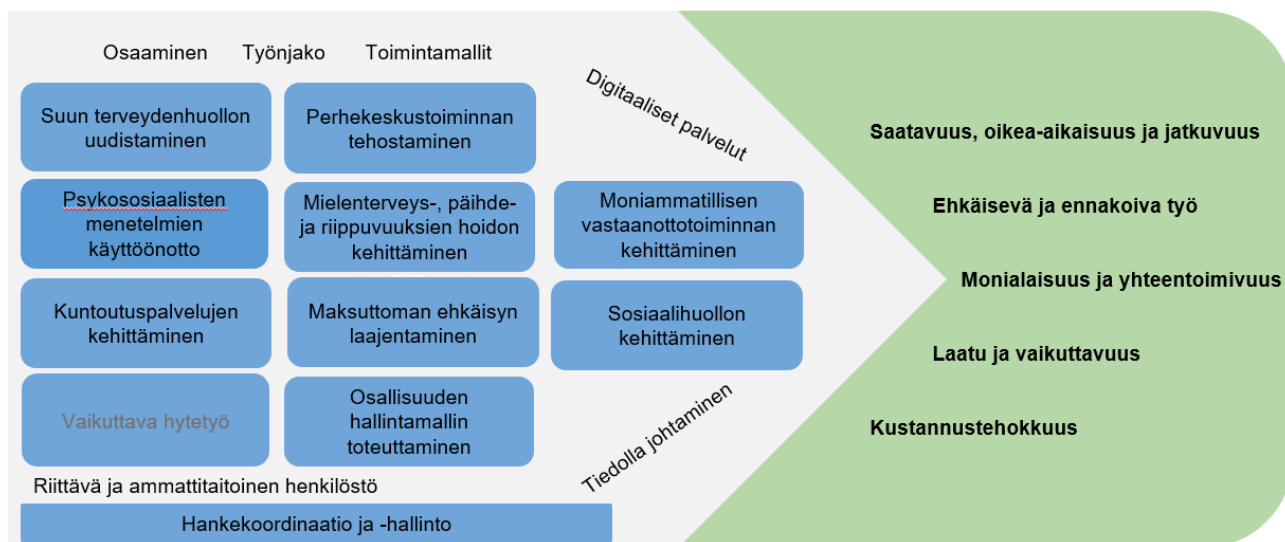 Osaaminen Työnjako Toimintamallit
Digitaaliset palvelut
Suun terveydenhuollon
uudistaminen
Perhekeskustoiminnan
tehostaminen
Psykososiaalisten
menetelmien
käyttöönotto
Mielenterveys-, päihde-
ja riippuvuuksien hoidon
kehittäminen
Moniammatillisen
vastaanottotoiminnan
kehittäminen
Kuntoutuspalvelujen
kehittäminen
Maksuttoman ehkäisyn
laajentaminen
Sosiaalihuollon
kehittäminen
Vaikuttava hytetyö
Osallisuuden
hallintamallin
toteuttaminen
Tiedolla johtaminen
Riittävä ja ammattitaitoinen henkilöstö
Hankekoordinaatio ja -hallinto
Saatavuus, oikea-aikaisuus ja jatkuvuus
Ehkäisevä ja ennakoiva työ
Monialaisuus ja yhteentoimivuus
Laatu ja vaikuttavuus
Kustannustehokkuus